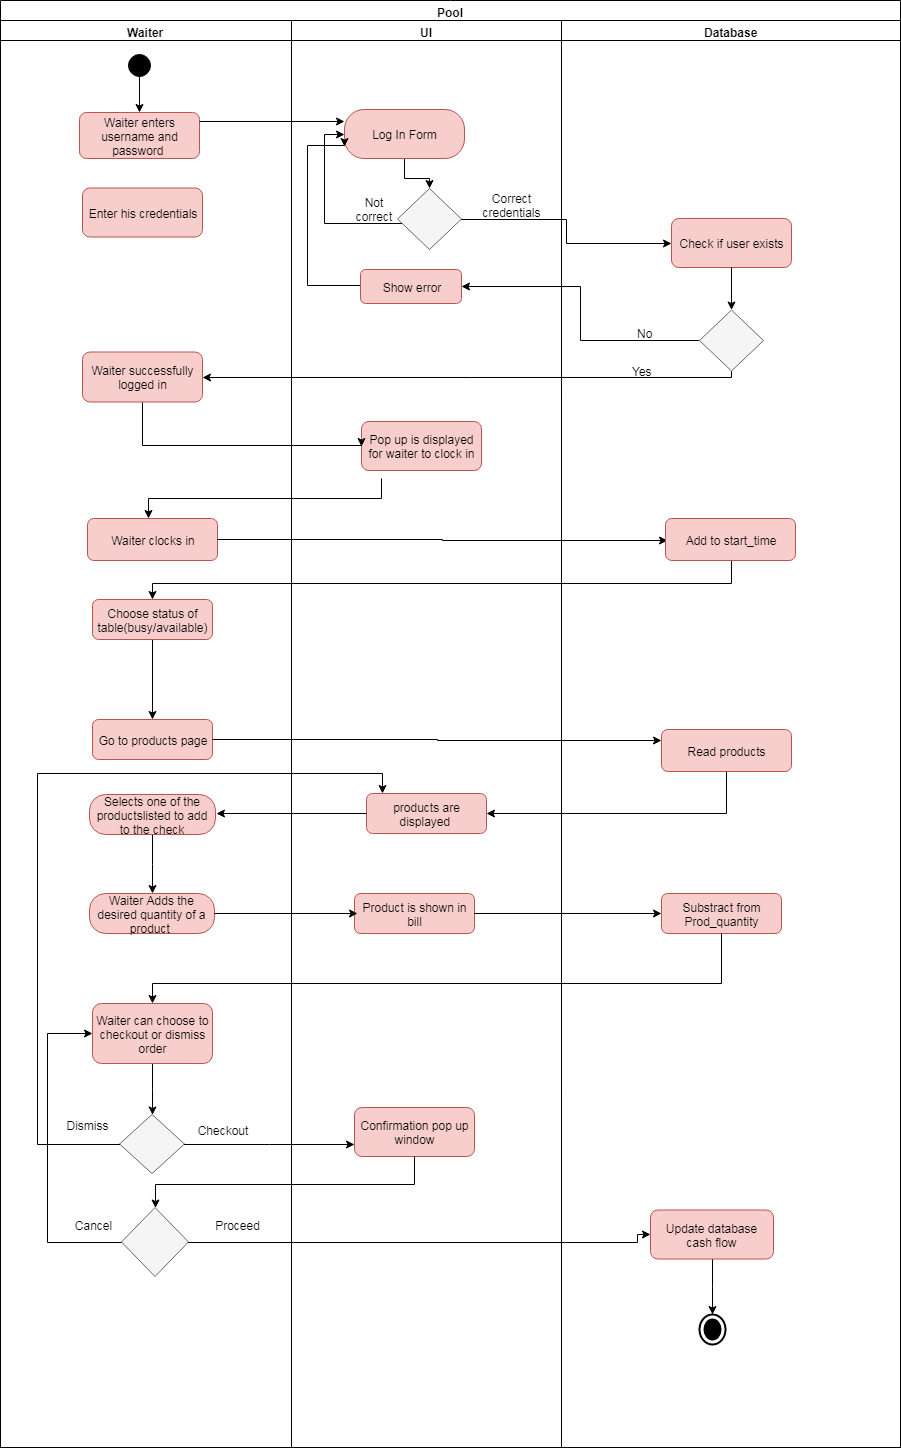 Pool
Waiter
UI
Database
Waiter enters
username and
password
Log In Form
Enter his credentials
Not
correct
Correct
credentials
Check if user exists
Show error
No
Yes
Waiter successfully
logged in
Pop up is displayed
for waiter to clock in
Waiter clocks in
Add to start_time
Choose status of
table(busy/available)
Go to products page
Read products
Selects one of the
productslisted to add
to the check
products are
displayed
Waiter Adds the
desired quantity of a
product
Product is shown in
bill
Substract from
Prod_quantity
Waiter can choose to
checkout or dismiss
order
Dismiss
Checkout
Confirmation pop up
window
Cancel
Proceed
Update database
cash flow